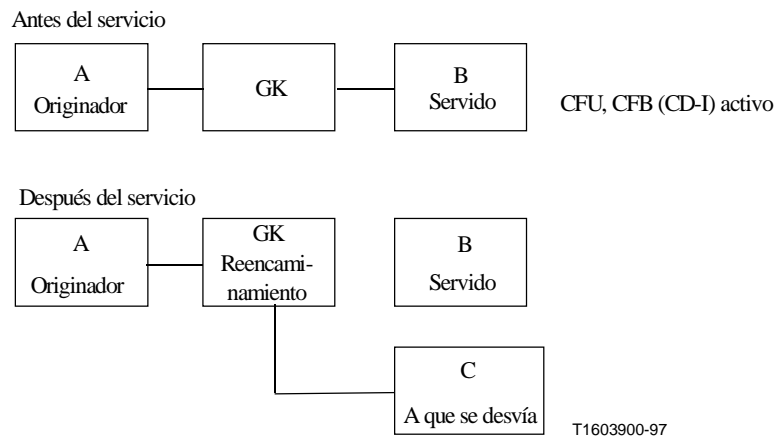 Antes del servicio
A
Originador
GK
B
Servido
CFU, CFB (CD-I) activo
Después del servicio
A
Originador
GK
Reencami-
namiento
B
Servido
C
A que se desvía
T1603900-97